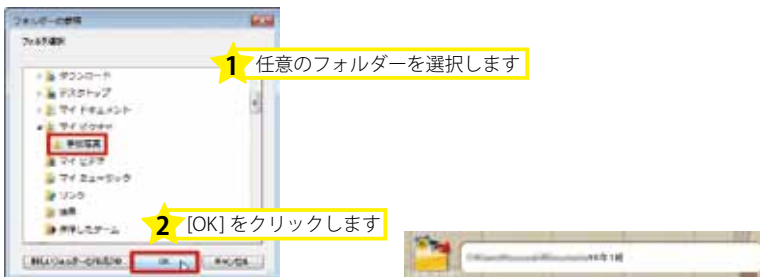 フォルダーの参照
フォルダ選択
1 任意のフォルダーを選択します
ダウンロード
デスクトップ
マイ ドキュメント
マイ ピクチャ
マイ ビデオ
マイ ミュージック
リンク
2 [OK] をクリックします
保存したゲーム
OK
キャンセル